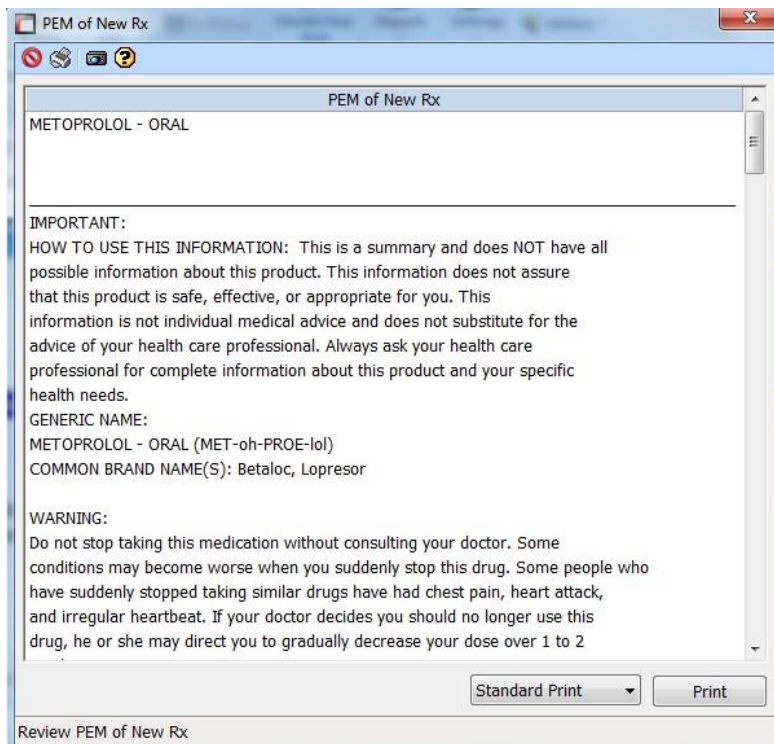 PEM of New Rx
PEM of New Rx
METOPROLOL - ORAL
IMPORTANT:
HOW TO USE THIS INFORMATION:  This is a summary and does NOT have all
possible information about this product. This information does not assure
that this product is safe, effective, or appropriate for you. This
information is not individual medical advice and does not substitute for the
advice of your health care professional. Always ask your health care
professional for complete information about this product and your specific
health needs.
GENERIC NAME:
METOPROLOL - ORAL (MET-oh-PROE-lol)
COMMON BRAND NAME(S): Betaloc, Lopresor
WARNING:
Do not stop taking this medication without consulting your doctor. Some
conditions may become worse when you suddenly stop this drug. Some people who
have suddenly stopped taking similar drugs have had chest pain, heart attack,
and irregular heartbeat. If your doctor decides you should no longer use this
drug, he or she may direct you to gradually decrease your dose over 1 to 2
Standard Print
Print
Review PEM of New Rx